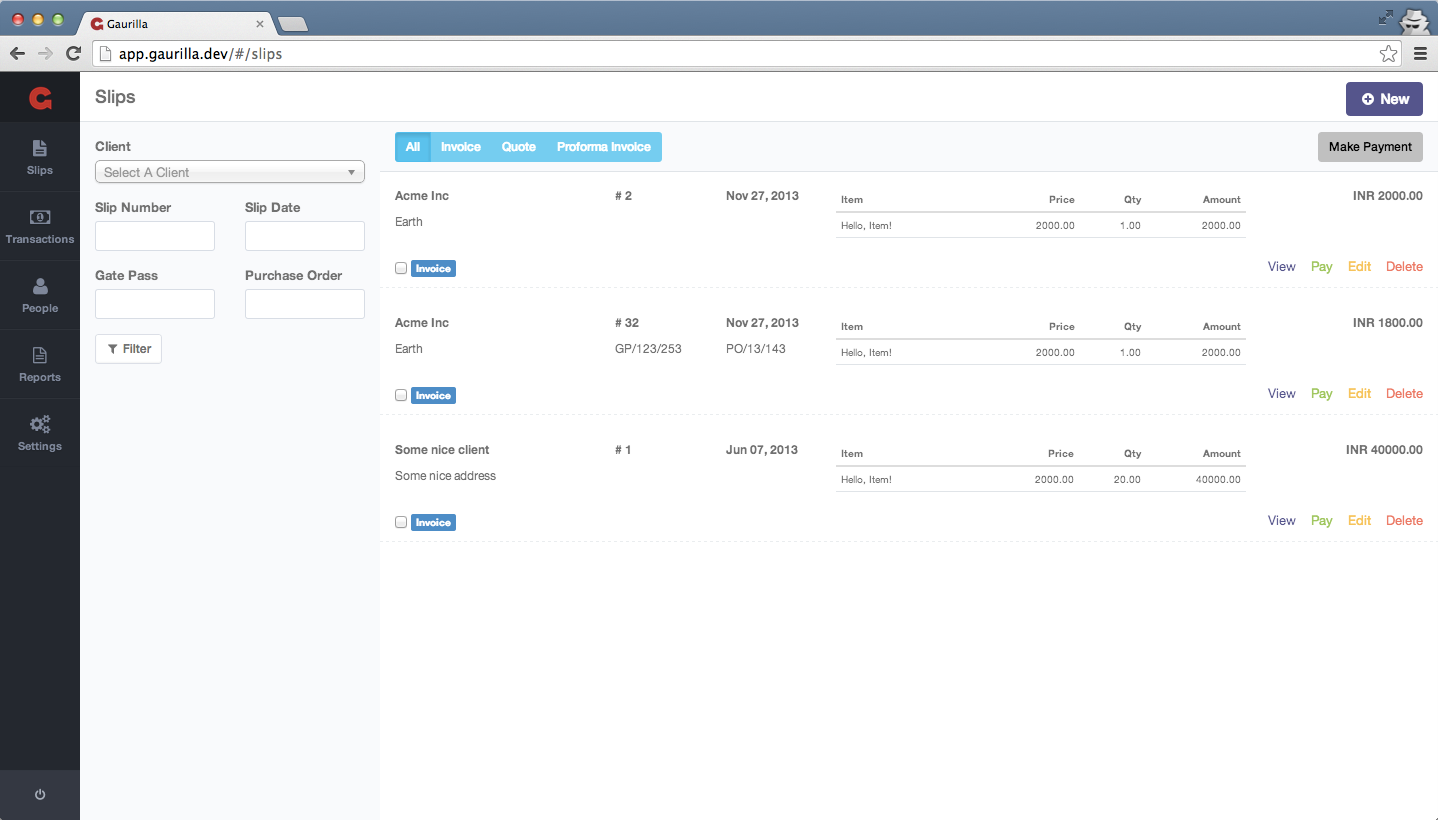 Gaurilla
app.gaurilla.dev/#/slips
Slips
New
Slips
Transactions
People
Reports
Settings
Client
Select A Client
Slip Number Slip Date
Gate Pass Purchase Order
Filter
All Invoice Quote Proforma Invoice Make Payment
Acme Inc # 2 Nov 27, 2013 Item Price Qty Amount INR 2000.00
Earth Hello, Item! 2000.00 1.00 2000.00
Invoice View Pay Edit Delete
Acme Inc # 32 Nov 27, 2013 Item Price Qty Amount INR 1800.00
Earth GP/123/253 PO/13/143 Hello, Item! 2000.00 1.00 2000.00
Invoice View Pay Edit Delete
Some nice client # 1 Jun 07, 2013 Item Price Qty Amount INR 40000.00
Some nice address Hello, Item! 2000.00 20.00 40000.00
Invoice View Pay Edit Delete